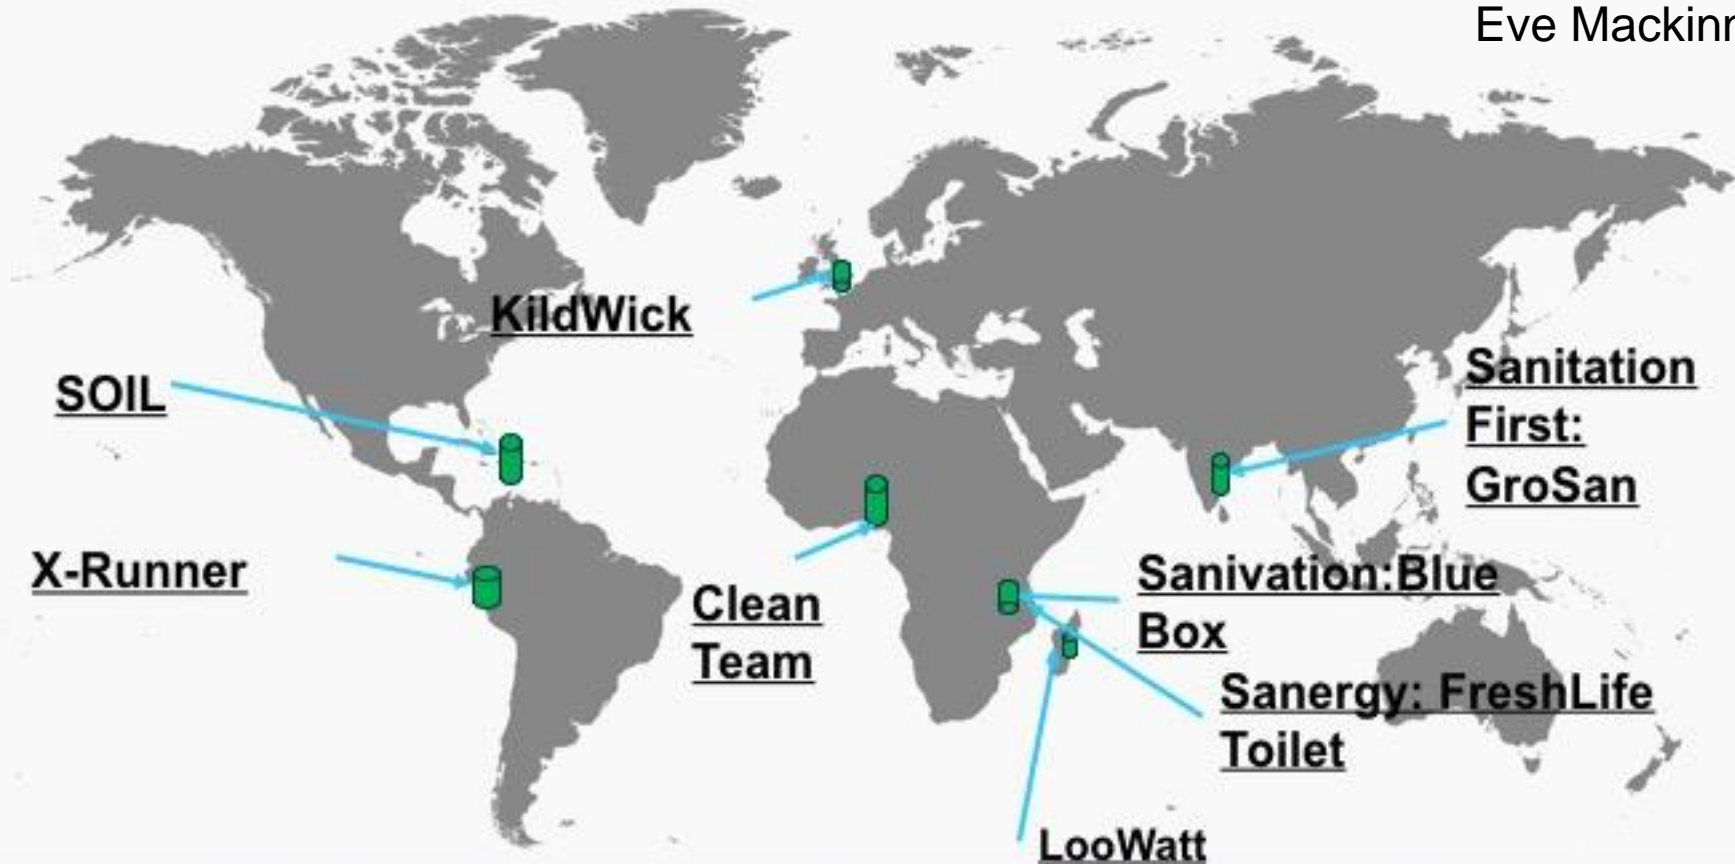 Eve Mackinn
KildWick
SOIL
Sanitation
First:
GroSan
X-Runner
Clean
Team
Sanivation:Blue
Box
Sanergy: FreshLife
Toilet
LooWatt